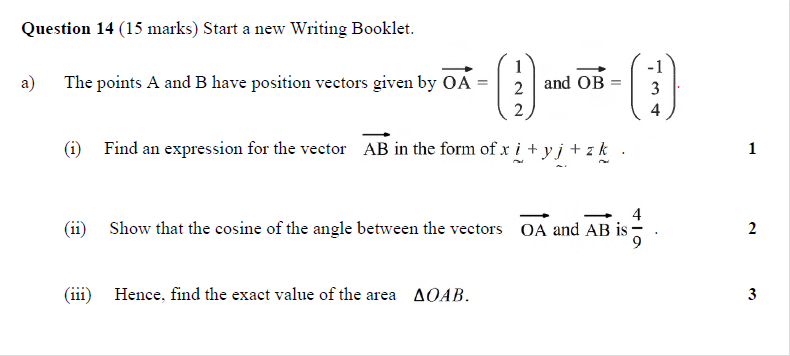 Question 14 (15 marks) Start a new Writing Booklet.
a) The points A and B have position vectors given by $\overrightarrow{OA} = \begin{pmatrix} 1 \\ 2 \\ 2 \end{pmatrix}$ and $\overrightarrow{OB} = \begin{pmatrix} -1 \\ 3 \\ 4 \end{pmatrix}$.
(i) Find an expression for the vector $\overrightarrow{AB}$ in the form of $x\underset{\sim}{i} + y\underset{\sim}{j} + z\underset{\sim}{k}$ . 1
(ii) Show that the cosine of the angle between the vectors $\overrightarrow{OA}$ and $\overrightarrow{AB}$ is $\frac{4}{9}$ . 2
(iii) Hence, find the exact value of the area $\Delta OAB$. 3